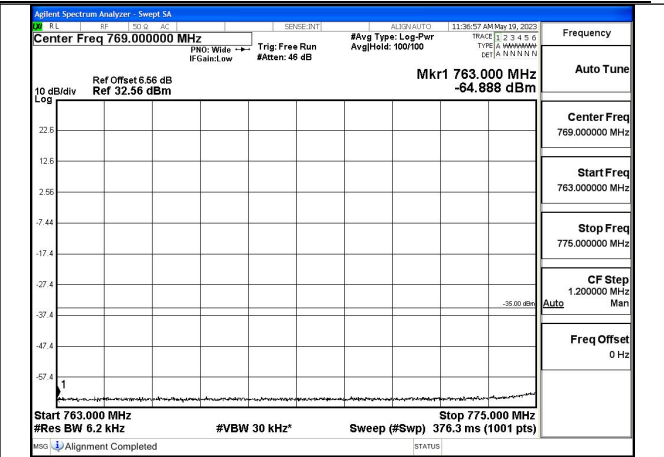 Agilent Spectrum Analyzer - Swept SA
RL RF 50 Ω AC SENSE:INT ALIGN AUTO 11:36:57 AM May 19, 2023
Center Freq 769.000000 MHz
PNO: Wide
IFGain:Low
Trig: Free Run
#Atten: 46 dB
#Avg Type: Log-Pwr
Avg|Hold: 100/100
TRACE 1 2 3 4 5 6
TYPE A WWWWW
DET A N N N N N
Ref Offset 6.56 dB
10 dB/div Ref 32.56 dBm
Log
Mkr1 763.000 MHz
-64.888 dBm
22.6
12.6
2.56
-7.44
-17.4
-27.4
-35.00 dBm
-37.4
-47.4
-57.4
1
Start 763.000 MHz Stop 775.000 MHz
#Res BW 6.2 kHz #VBW 30 kHz* Sweep (#Swp) 376.3 ms (1001 pts)
MSG Alignment Completed STATUS
Frequency
Auto Tune
Center Freq
769.000000 MHz
Start Freq
763.000000 MHz
Stop Freq
775.000000 MHz
CF Step
1.200000 MHz
Auto Man
Freq Offset
0 Hz